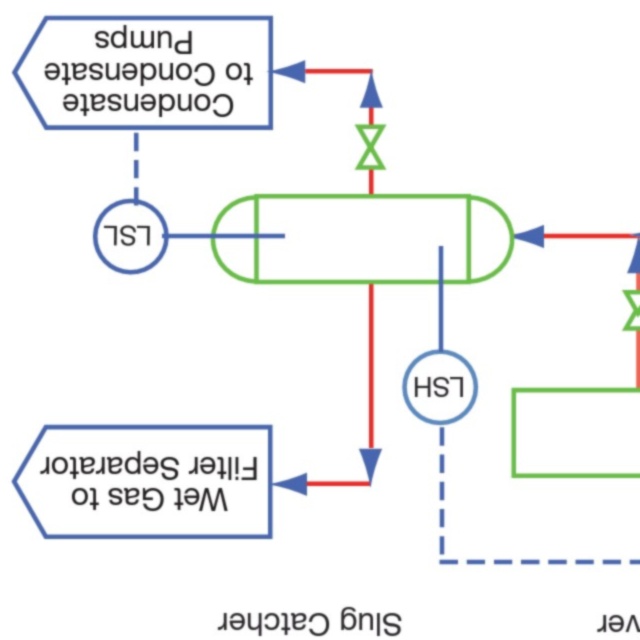 Slug Catcher
Wet Gas to
Filter Separator
LSH
LSL
Condensate
to Condensate
Pumps